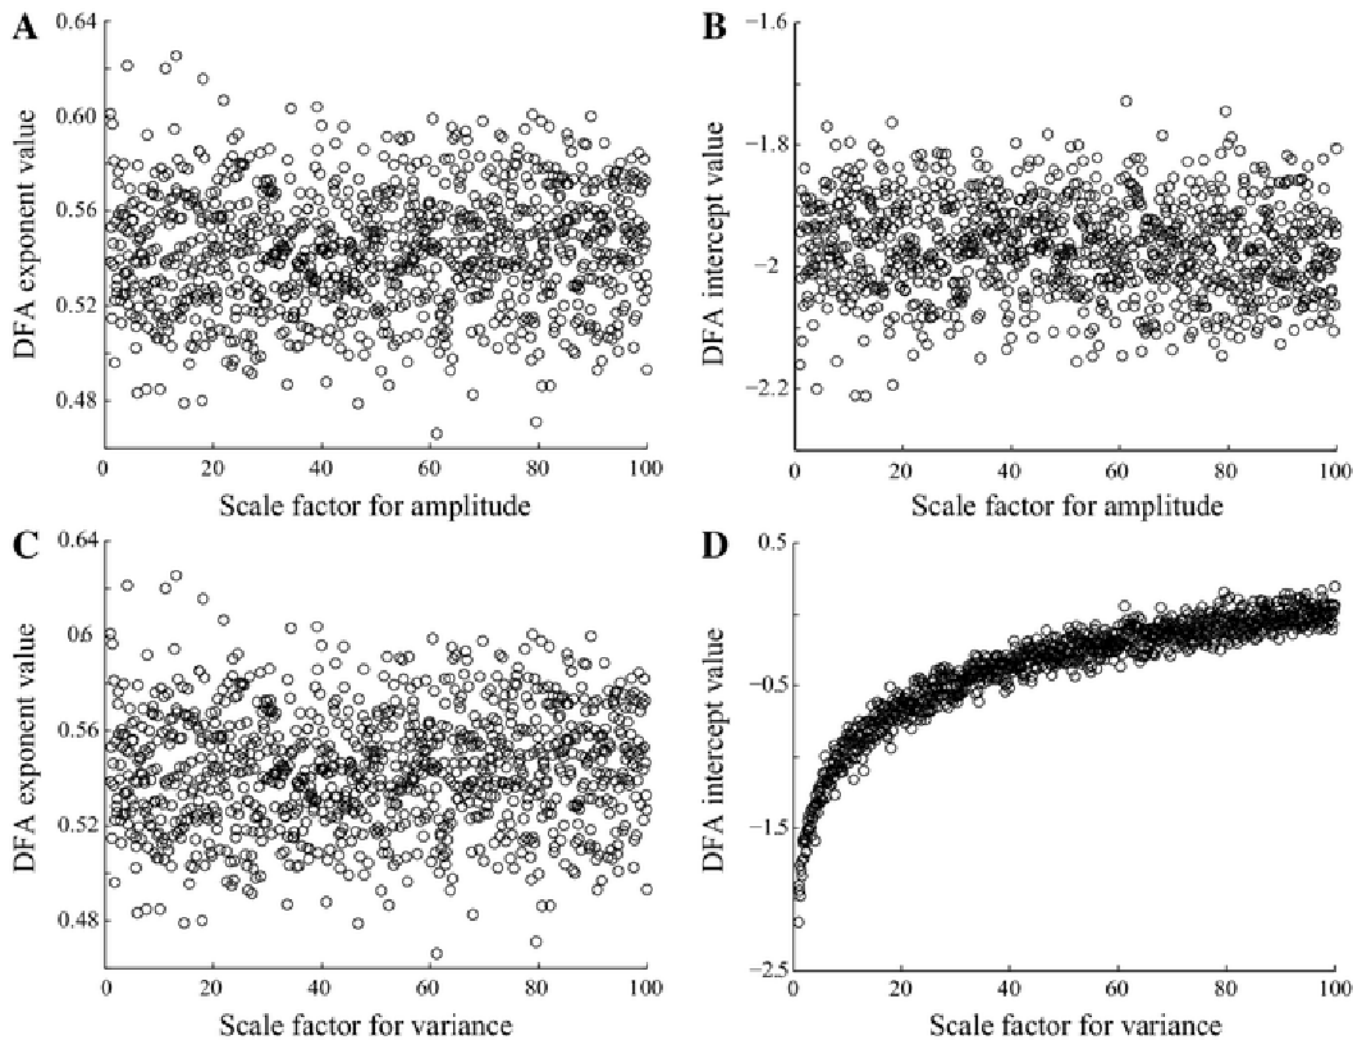 A
DFA exponent value
0.64
0.60
0.56
0.52
0.48
0 20 40 60 80 100
Scale factor for amplitude
B
DFA intercept value
−1.6
−1.8
−2
−2.2
0 20 40 60 80 100
Scale factor for amplitude
C
DFA exponent value
0.64
0.6
0.56
0.52
0.48
0 20 40 60 80 100
Scale factor for variance
D
DFA intercept value
0.5
−0.5
−1.5
−2.5
0 20 40 60 80 100
Scale factor for variance